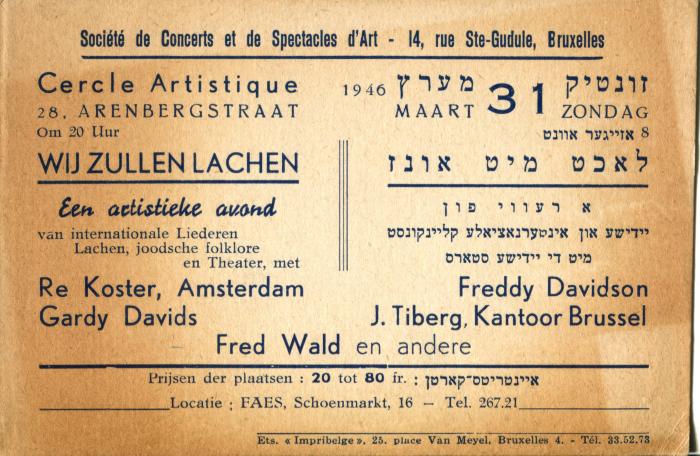 Société de Concerts et de Spectacles d'Art - 14, rue Ste-Gudule, Bruxelles
Cercle Artistique
28, ARENBERGSTRAAT
Om 20 Uur
WIJ ZULLEN LACHEN
Een artistieke avond
van internationale Liederen
Lachen, joodsche folklore
en Theater, met
Re Koster, Amsterdam
Gardy Davids
זונטיק 31 מערץ 1946
ZONDAG 31 MAART
8 אזייגער אוונט
לאכט מיט אונז
א רעווי פון
יידישע און אינטערנאציאלע קליינקונסט
מיט די יידישע סטארס
Freddy Davidson
J. Tiberg, Kantoor Brussel
Fred Wald en andere
Prijsen der plaatsen : 20 tot 80 fr. : איינטריטס־קארטן
Locatie : FAES, Schoenmarkt, 16 — Tel. 267.21
Ets. « Impribelge », 25, place Van Meyel, Bruxelles 4. - Tél. 33.52.73